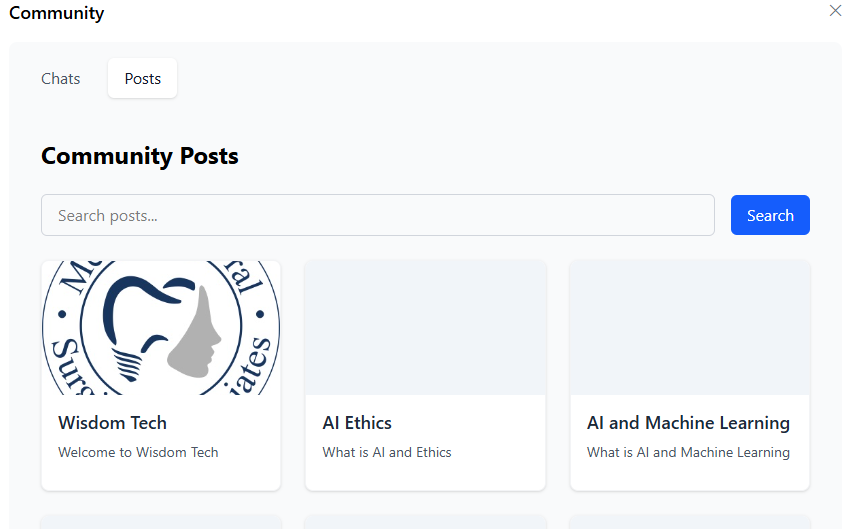 Community
Chats
Posts
Community Posts
Search posts...
Search
Wisdom Tech
Welcome to Wisdom Tech
AI Ethics
What is AI and Ethics
AI and Machine Learning
What is AI and Machine Learning